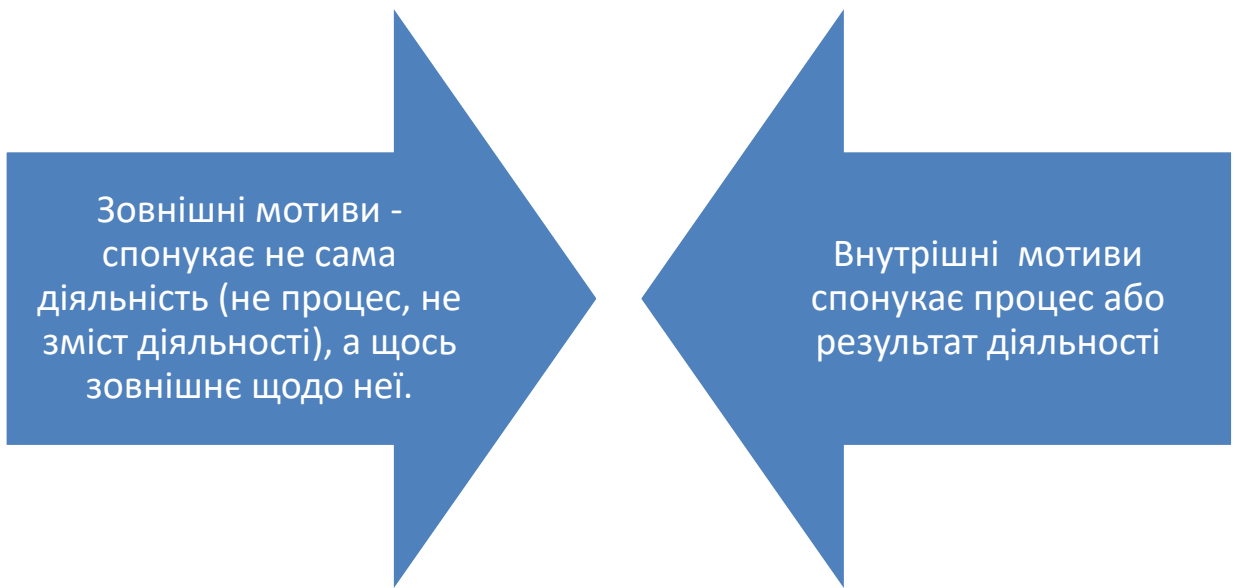 Зовнішні мотиви -
спонукає не сама
діяльність (не процес, не
зміст діяльності), а щось
зовнішнє щодо неї.
Внутрішні  мотиви
спонукає процес або
результат діяльності